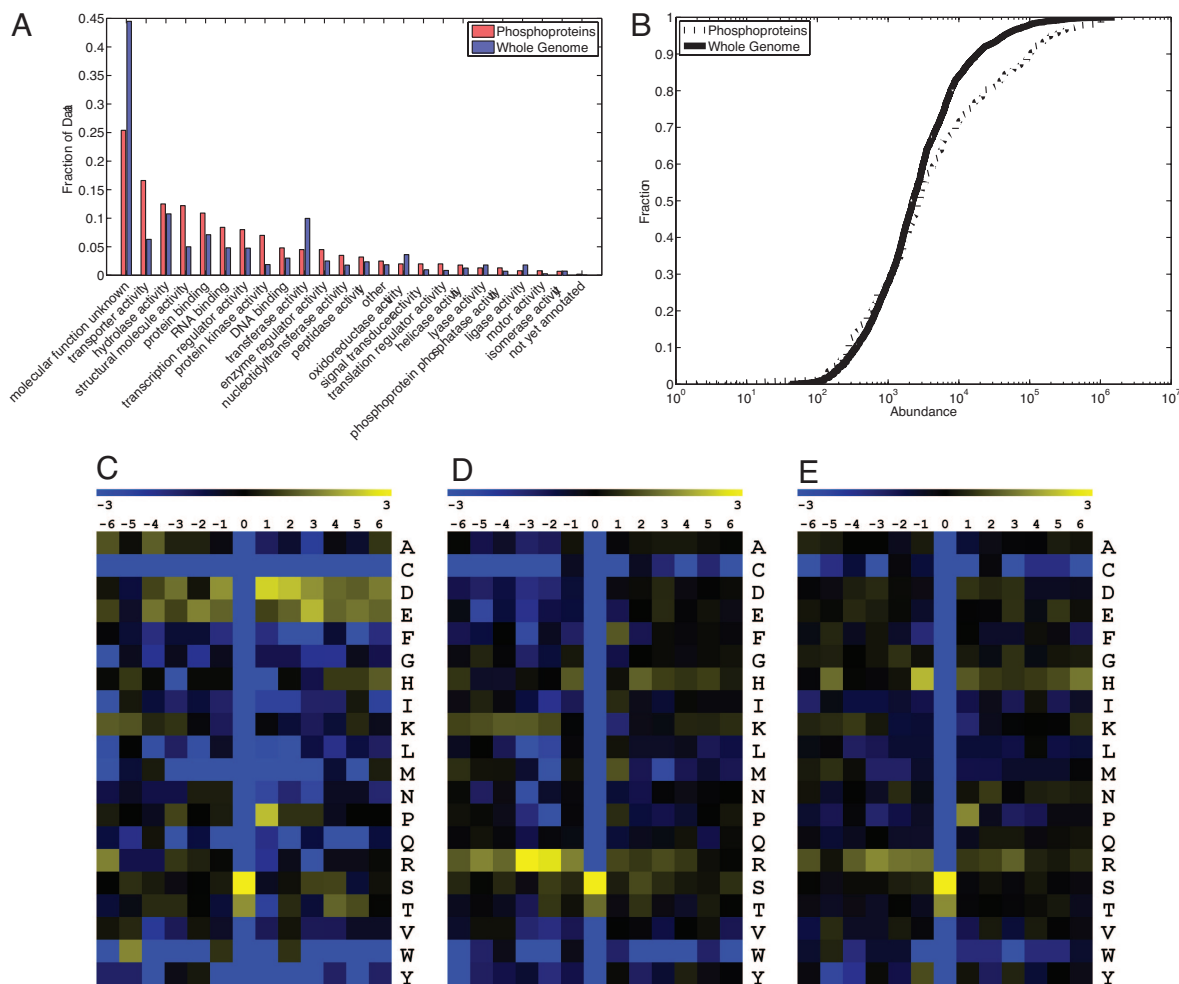 A
Phosphoproteins
Whole Genome
Fraction of Data
0.45
0.4
0.35
0.3
0.25
0.2
0.15
0.1
0.05
0
molecular function unknown
transporter activity
hydrolase activity
structural molecule activity
protein binding
RNA binding
transcription regulator activity
protein kinase activity
DNA binding
transferase activity
enzyme regulator activity
nucleotidyltransferase activity
peptidase activity
other
oxidoreductase activity
signal transducer activity
translation regulator activity
helicase activity
lyase activity
phosphoprotein phosphatase activity
ligase activity
motor activity
isomerase activity
not yet annotated
B
Phosphoproteins
Whole Genome
Fraction
1
0.9
0.8
0.7
0.6
0.5
0.4
0.3
0.2
0.1
0
10^0 10^1 10^2 10^3 10^4 10^5 10^6 10^7
Abundance
C
-3 3
-6 -5 -4 -3 -2 -1 0 1 2 3 4 5 6
A
C
D
E
F
G
H
I
K
L
M
N
P
Q
R
S
T
V
W
Y
D
-3 3
-6 -5 -4 -3 -2 -1 0 1 2 3 4 5 6
A
C
D
E
F
G
H
I
K
L
M
N
P
Q
R
S
T
V
W
Y
E
-3 3
-6 -5 -4 -3 -2 -1 0 1 2 3 4 5 6
A
C
D
E
F
G
H
I
K
L
M
N
P
Q
R
S
T
V
W
Y